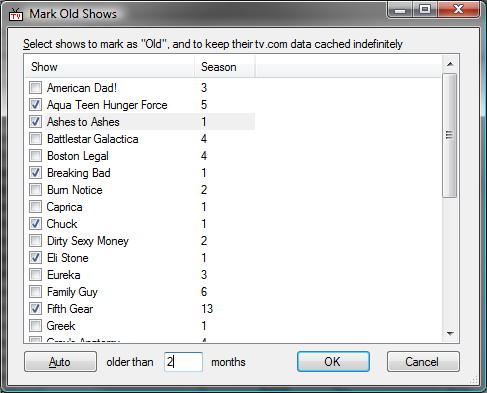 Mark Old Shows
Select shows to mark as "Old", and to keep their tv.com data cached indefinitely
Show Season
American Dad! 3
Aqua Teen Hunger Force 5
Ashes to Ashes 1
Battlestar Galactica 4
Boston Legal 4
Breaking Bad 1
Burn Notice 2
Caprica 1
Chuck 1
Dirty Sexy Money 2
Eli Stone 1
Eureka 3
Family Guy 6
Fifth Gear 13
Greek 1
Grey's Anatomy 4
Auto older than 2 months OK Cancel